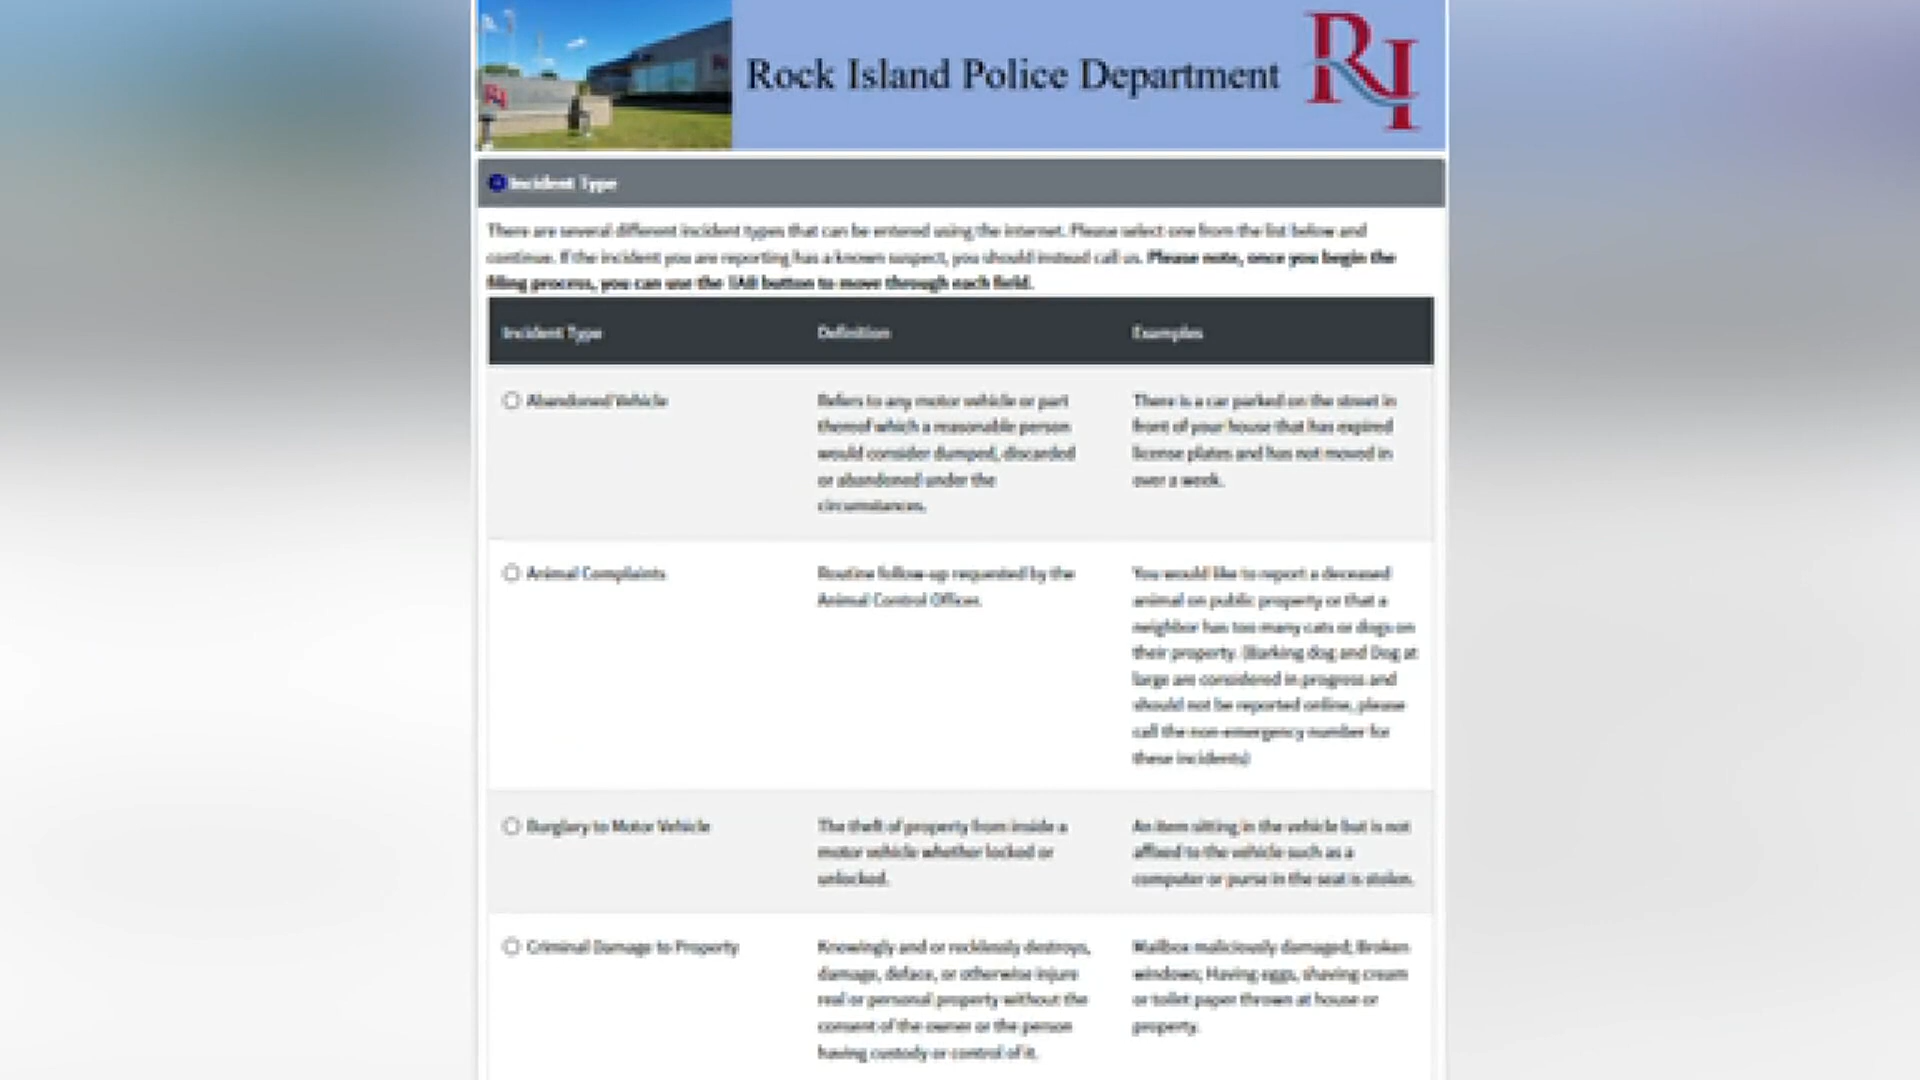 Rock Island Police Department
RI
RI
Incident Type
There are several different incident types that can be entered using the internet. Please select one from the list below and
continue. If the incident you are reporting has a known suspect, you should instead call us. Please note, once you begin the
filing process, you can use the TAB button to move through each field.
Incident Type
Definition
Examples
Abandoned Vehicle
Refers to any motor vehicle or part
thereof which a reasonable person
would consider dumped, discarded
or abandoned under the
circumstances.
There is a car parked on the street in
front of your house that has expired
license plates and has not moved in
over a week.
Animal Complaints
Routine follow-up requested by the
Animal Control Officer.
You would like to report a deceased
animal on public property or that a
neighbor has too many cats or dogs on
their property. (Barking dog and Dog at
large are considered in progress and
should not be reported online, please
call the non-emergency number for
these incidents)
Burglary to Motor Vehicle
The theft of property from inside a
motor vehicle whether locked or
unlocked.
An item sitting in the vehicle but is not
affixed to the vehicle such as a
computer or purse in the seat is stolen.
Criminal Damage to Property
Knowingly and or recklessly destroys,
damage, deface, or otherwise injure
real or personal property without the
consent of the owner or the person
having custody or control of it.
Mailbox maliciously damaged, Broken
windows; Having eggs, shaving cream
or toilet paper thrown at house or
property.